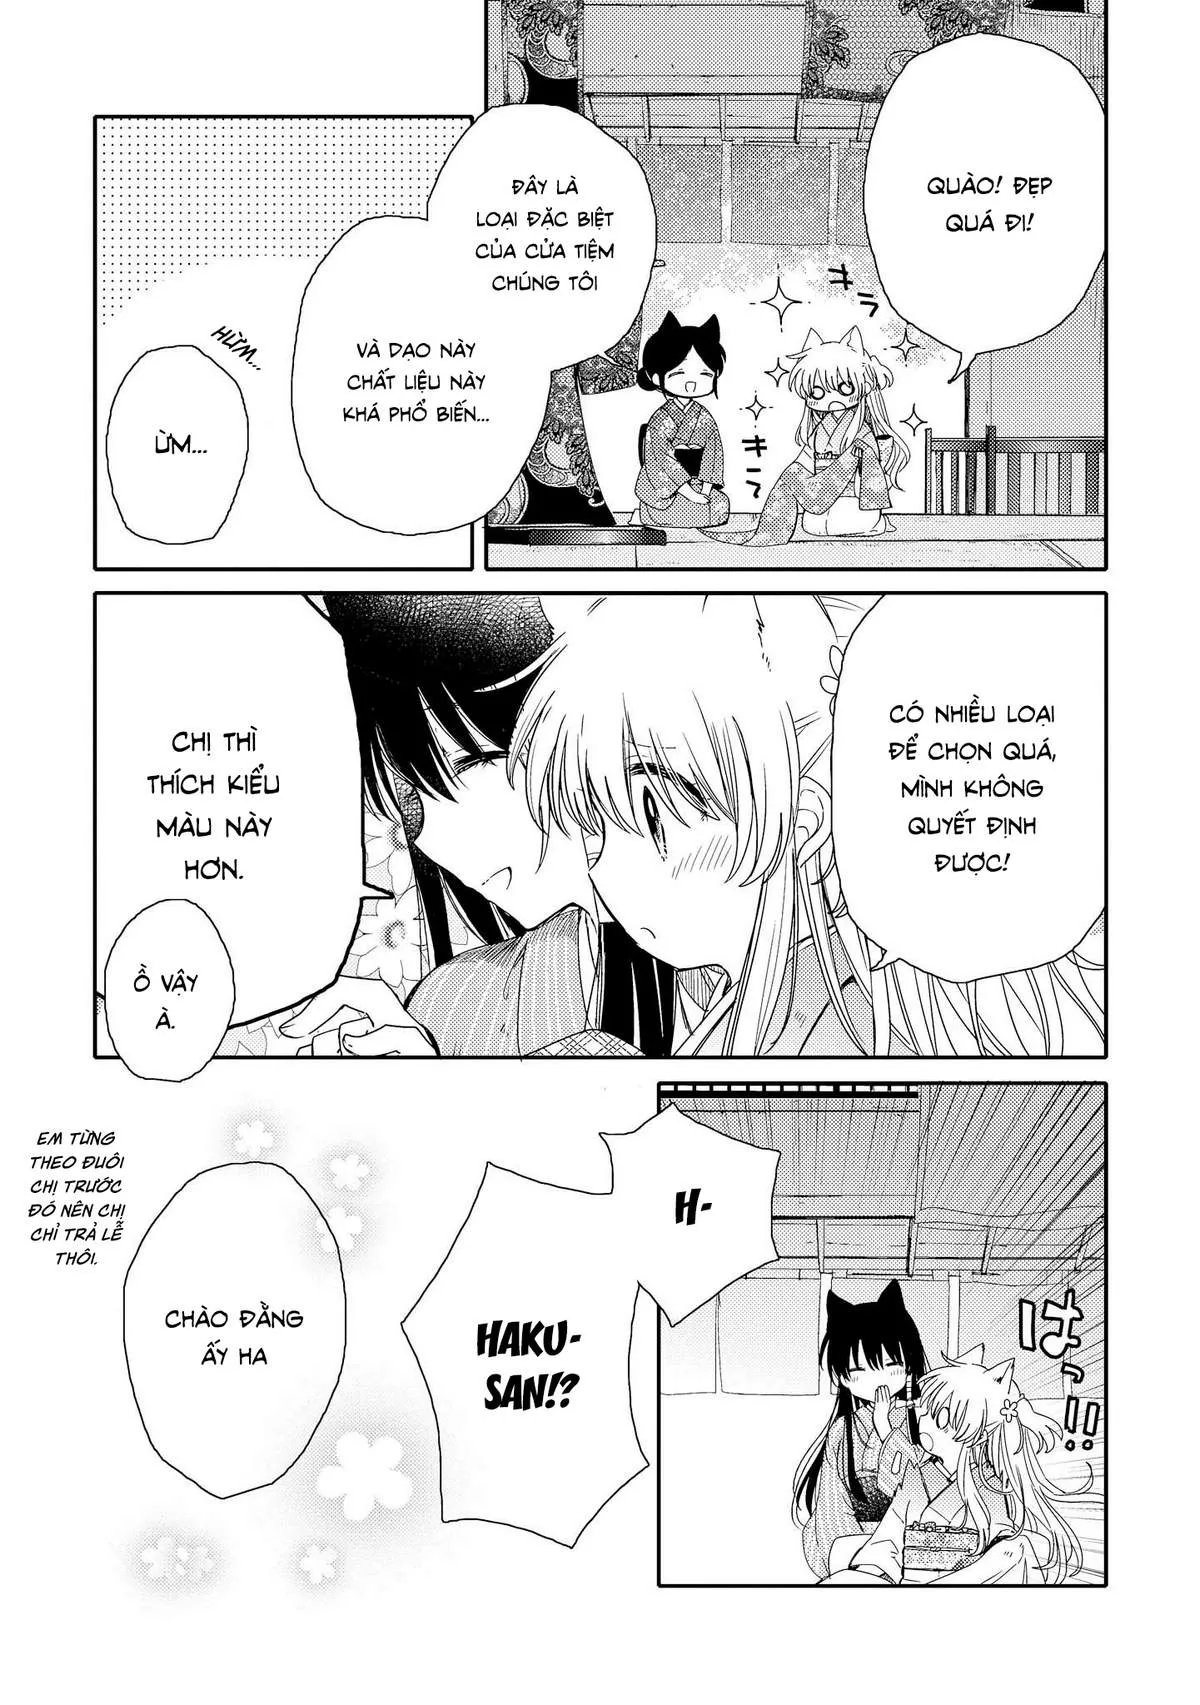 QUÀO! ĐẸP
QUÁ ĐI!
ĐÂY LÀ
LOẠI ĐẶC BIỆT
CỦA CỬA TIỆM
CHÚNG TÔI
キラ
キラ
VÀ DẠO NÀY
CHẤT LIỆU NÀY
KHÁ PHỔ BIẾN...
HỪM...
ỪM...
CÓ NHIỀU LOẠI
ĐỂ CHỌN QUÁ,
MÌNH KHÔNG
QUYẾT ĐỊNH
ĐƯỢC!
CHỊ THÌ
THÍCH KIỂU
MÀU NÀY
HƠN.
Ồ VẬY
À.
H-
HAKU-
SAN!?
はっ!!
CHÀO ĐẰNG
ẤY HA
EM TỪNG
THEO ĐUÔI
CHỊ TRƯỚC
ĐÓ NÊN CHỊ
CHỈ TRẢ LỄ
THÔI.